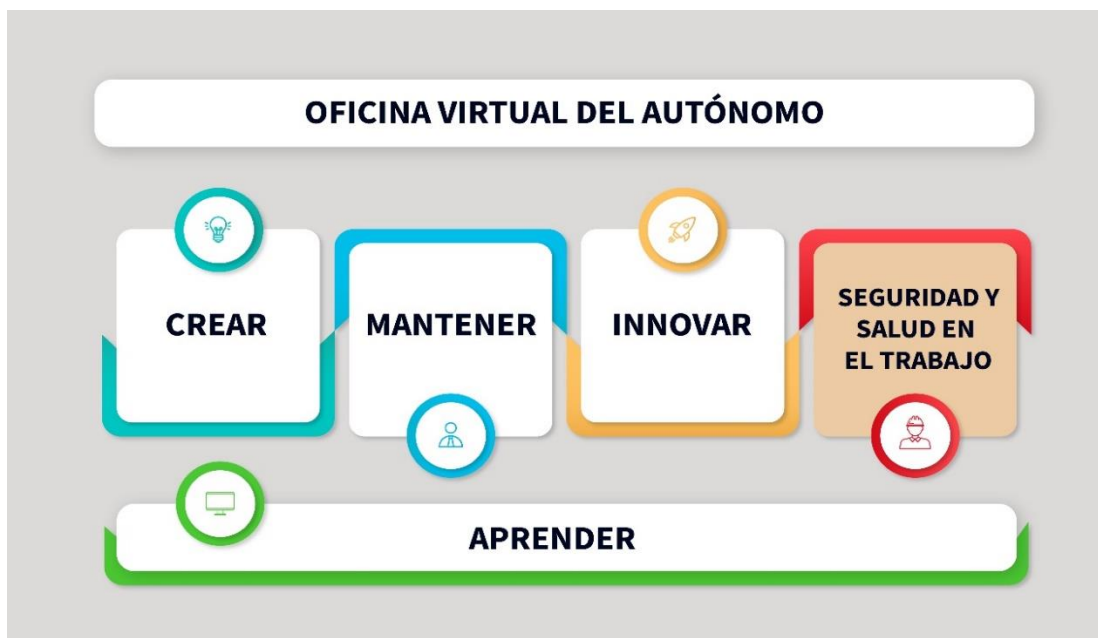 OFICINA VIRTUAL DEL AUTÓNOMO
CREAR
MANTENER
INNOVAR
SEGURIDAD Y
SALUD EN
EL TRABAJO
APRENDER